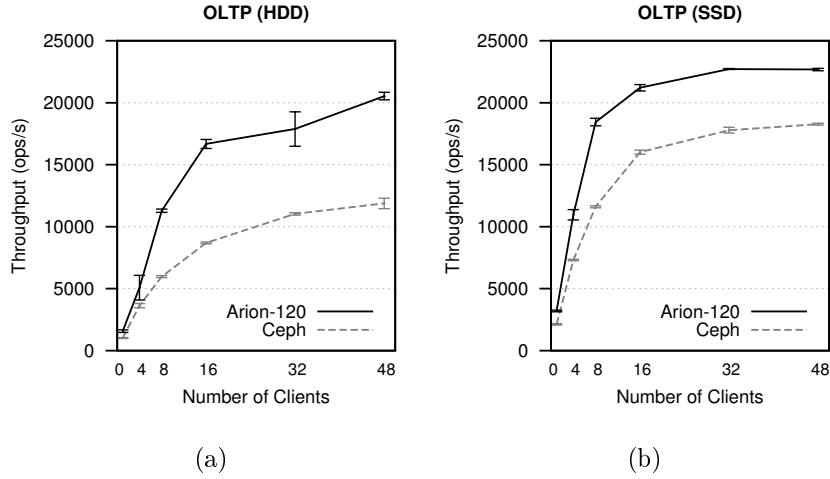 OLTP (HDD)
25000
20000
15000
10000
5000
0
Throughput (ops/s)
Arion-120
Ceph
0 4 8 16 32 48
Number of Clients
(a)
OLTP (SSD)
25000
20000
15000
10000
5000
0
Throughput (ops/s)
Arion-120
Ceph
0 4 8 16 32 48
Number of Clients
(b)